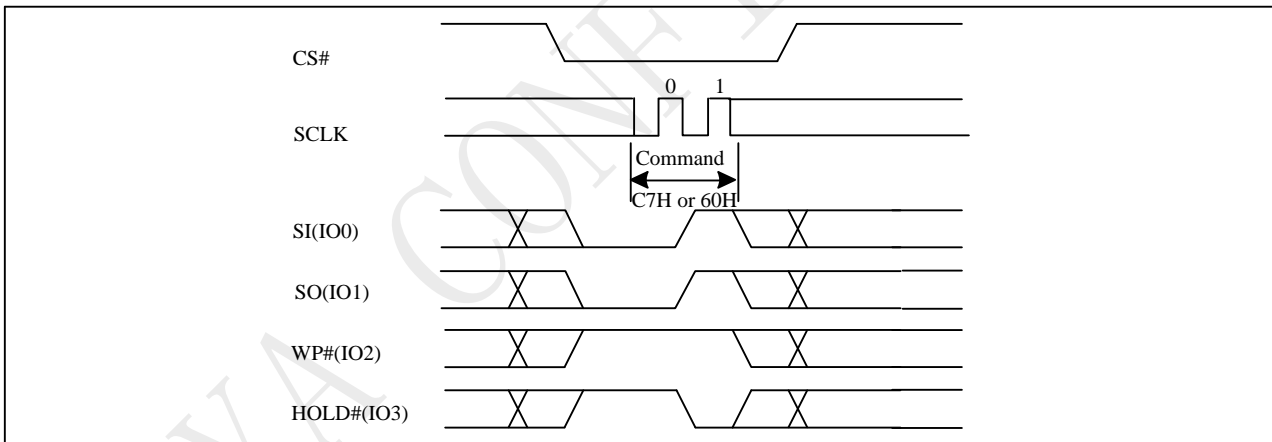 CS#
0 1
SCLK
Command
C7H or 60H
SI(IO0)
SO(IO1)
WP#(IO2)
HOLD#(IO3)